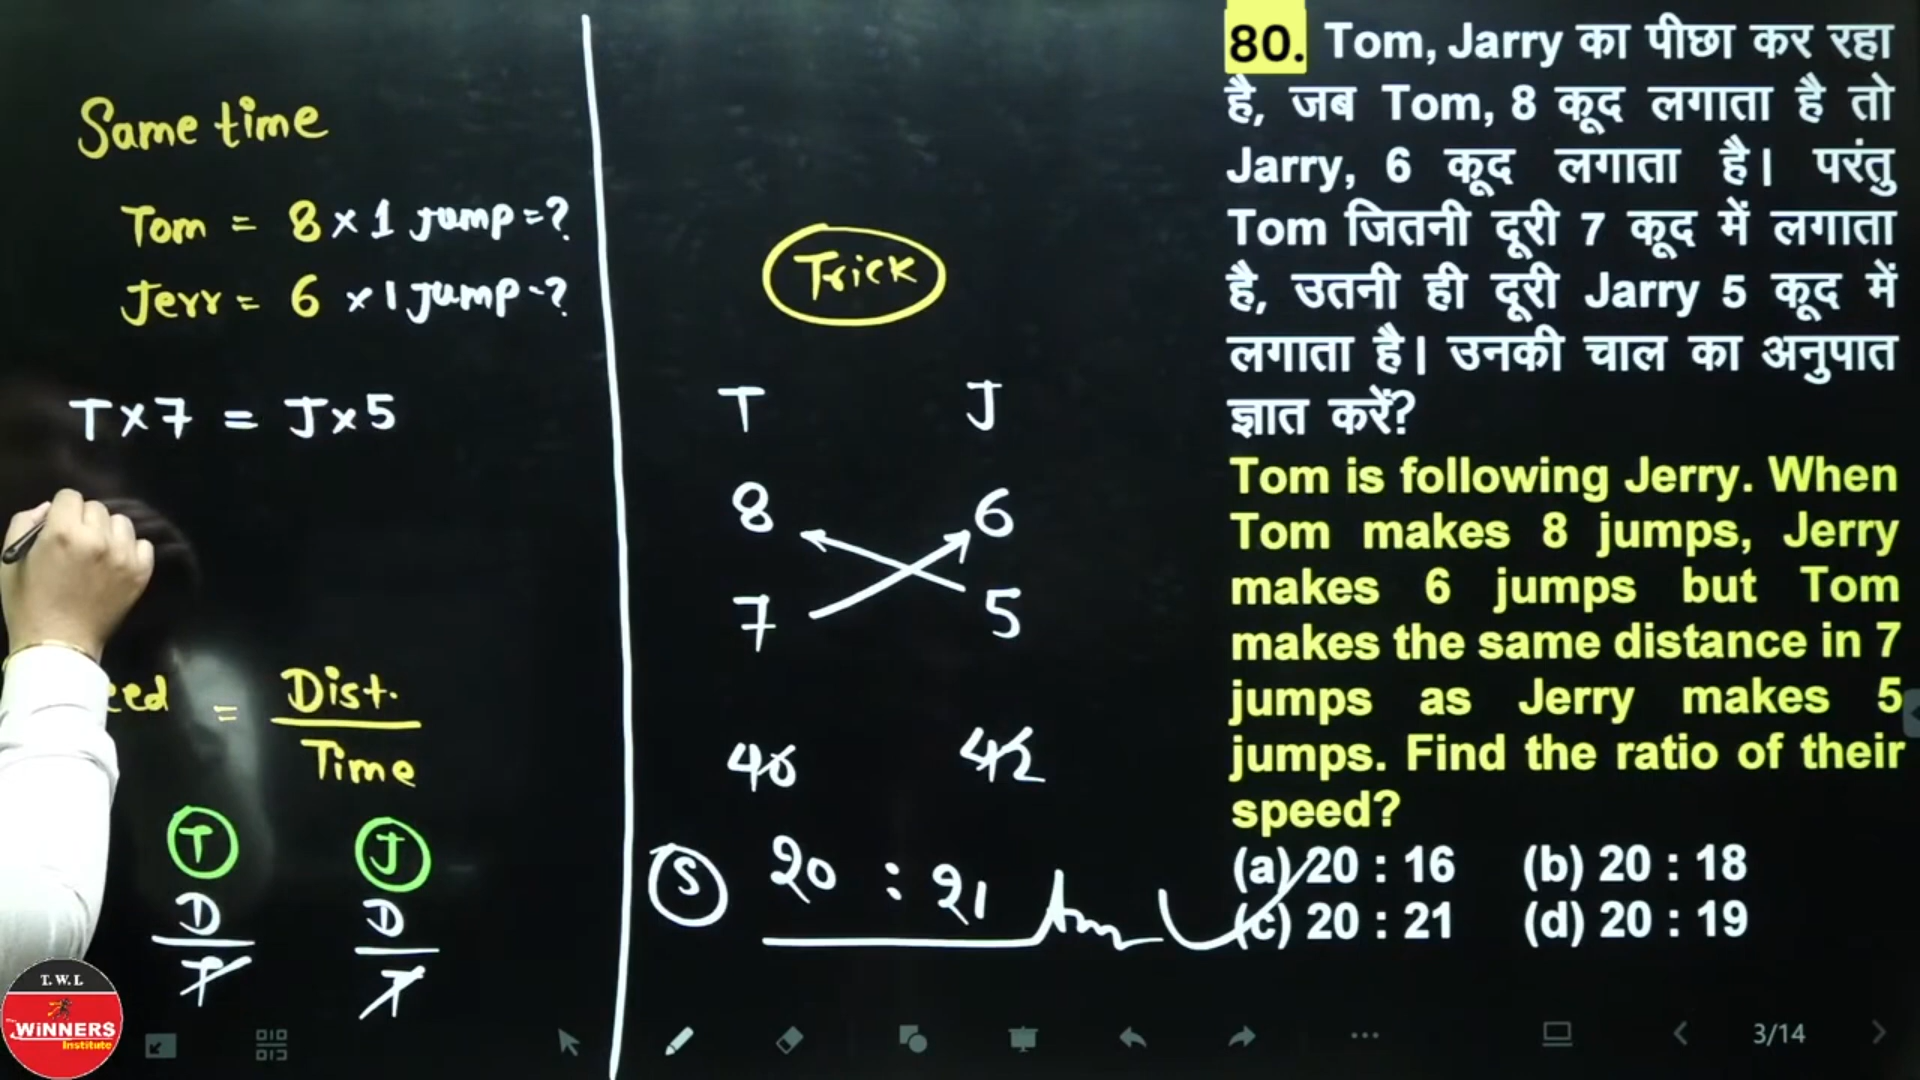 Same time
Tom = 8 × 1 Jump = ?
Jerr = 6 × 1 Jump - ?
T×7 = J×5
eed = Dist.
Time
T J
D D
T T
Trick
T J
8 6
7 5
40 42
S 20 : 21 Ans
80. Tom, Jarry का पीछा कर रहा
है, जब Tom, 8 कूद लगाता है तो
Jarry, 6 कूद लगाता है। परंतु
Tom जितनी दूरी 7 कूद में लगाता
है, उतनी ही दूरी Jarry 5 कूद में
लगाता है। उनकी चाल का अनुपात
ज्ञात करें?
Tom is following Jerry. When
Tom makes 8 jumps, Jerry
makes 6 jumps but Tom
makes the same distance in 7
jumps as Jerry makes 5
jumps. Find the ratio of their
speed?
(a) 20 : 16 (b) 20 : 18
(c) 20 : 21 (d) 20 : 19
T.W.I.
WiNNERS
Institute
3/14